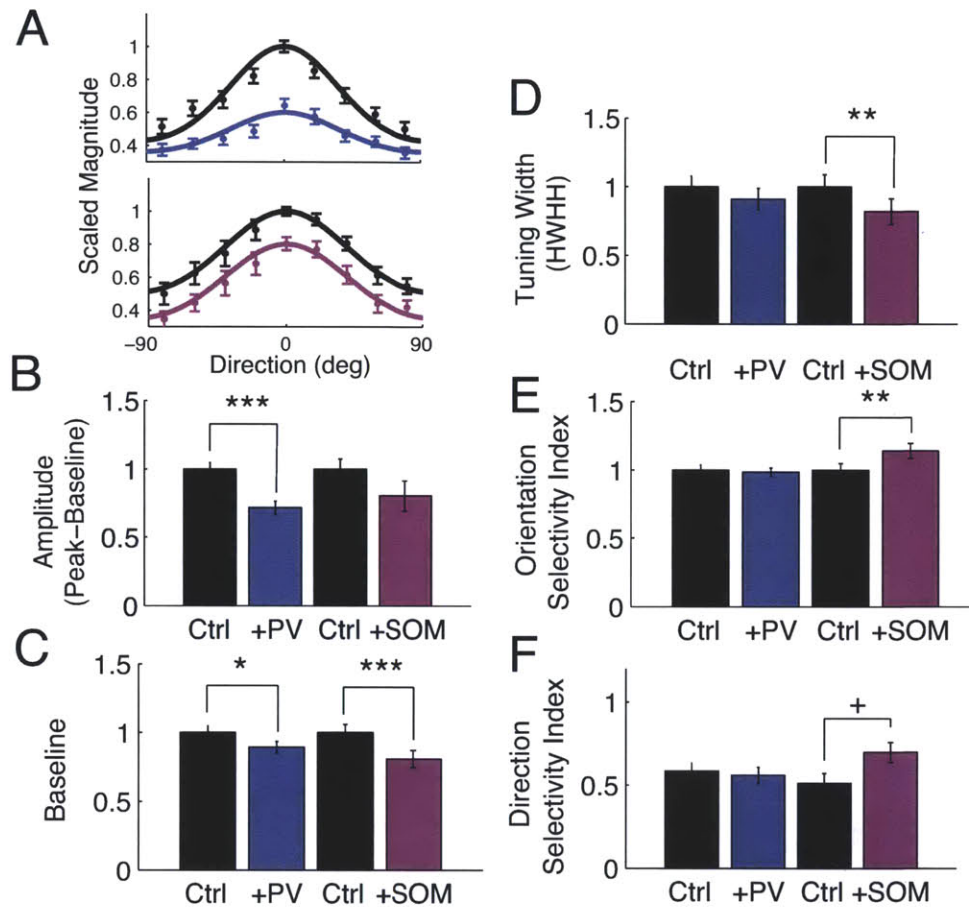 A
Scaled Magnitude
1
0.8
0.6
0.4
1
0.8
0.6
0.4
−90
0
90
Direction (deg)
B
Amplitude
(Peak−Baseline)
1.5
1
0.5
0
***
Ctrl +PV Ctrl +SOM
C
Baseline
1.5
1
0.5
0
*
***
Ctrl +PV Ctrl +SOM
D
Tuning Width
(HWHH)
1.5
1
0.5
0
**
Ctrl +PV Ctrl +SOM
E
Orientation
Selectivity Index
1.5
1
0.5
0
**
Ctrl +PV Ctrl +SOM
F
Direction
Selectivity Index
1
0.5
0
+
Ctrl +PV Ctrl +SOM